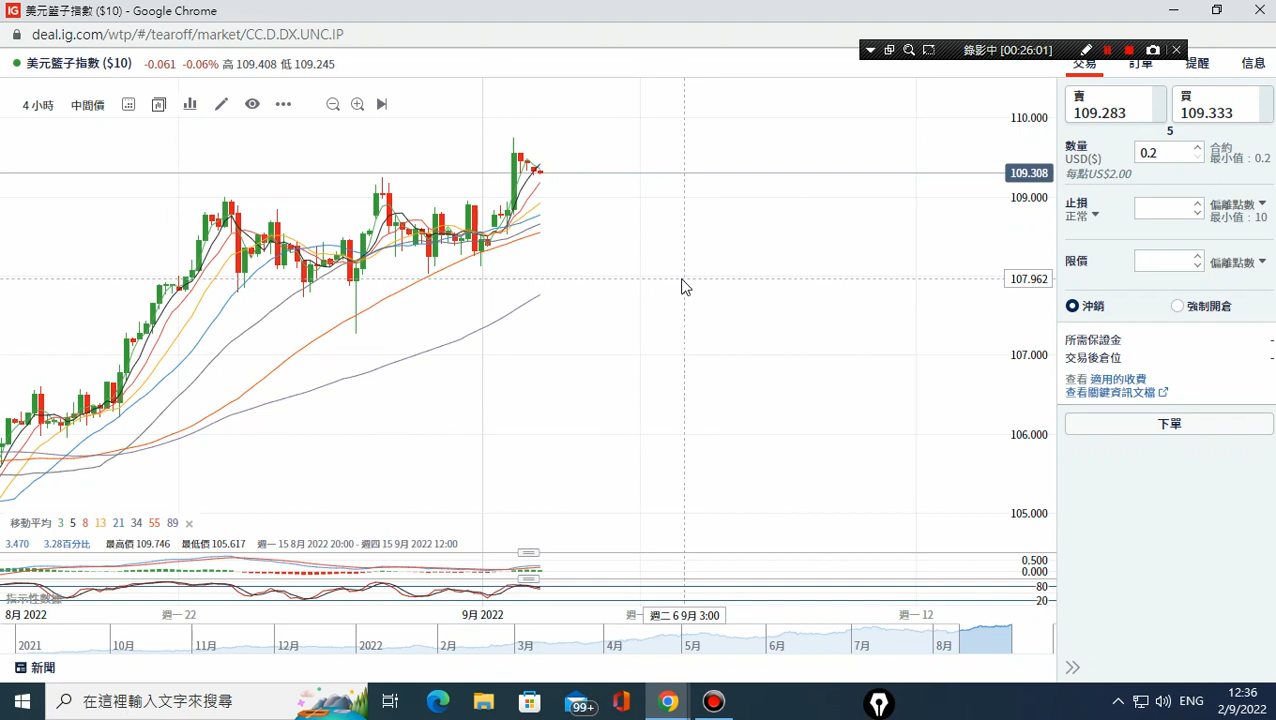 IG 美元籃子指數 ($10) - Google Chrome
deal.ig.com/wtp/#/tearoff/market/CC.D.DX.UNC.IP
錄影中 [00:26:01]
美元籃子指數 ($10) -0.061 -0.06% 高 109.408 低 109.245
交易 訂單 提醒 信息
4 小時 中間價
賣 109.283
買 109.333
5
數量
USD($)
0.2
合約
最小值 : 0.2
每點US$2.00
止損
正常
偏離點數
最小值 : 10
限價
偏離點數
沖銷 強制開倉
所需保證金 -
交易後倉位 -
查看 適用的收費
查看關鍵資訊文檔
下單
110.000
109.308
109.000
107.962
107.000
106.000
105.000
移動平均 3 5 8 13 21 34 55 89
3.470 3.28百分比 最高價 109.746 最低價 105.617 週一 15 8月 2022 20:00 - 週四 15 9月 2022 12:00
0.500
0.000
80
20
指示性數據
8月 2022 週一 22 9月 2022 週一 週二 6 9月 3:00 週一 12
2021 10月 11月 12月 2022 2月 3月 4月 5月 6月 7月 8月
新聞
在這裡輸入文字來搜尋
99+
ENG
12:36
2/9/2022